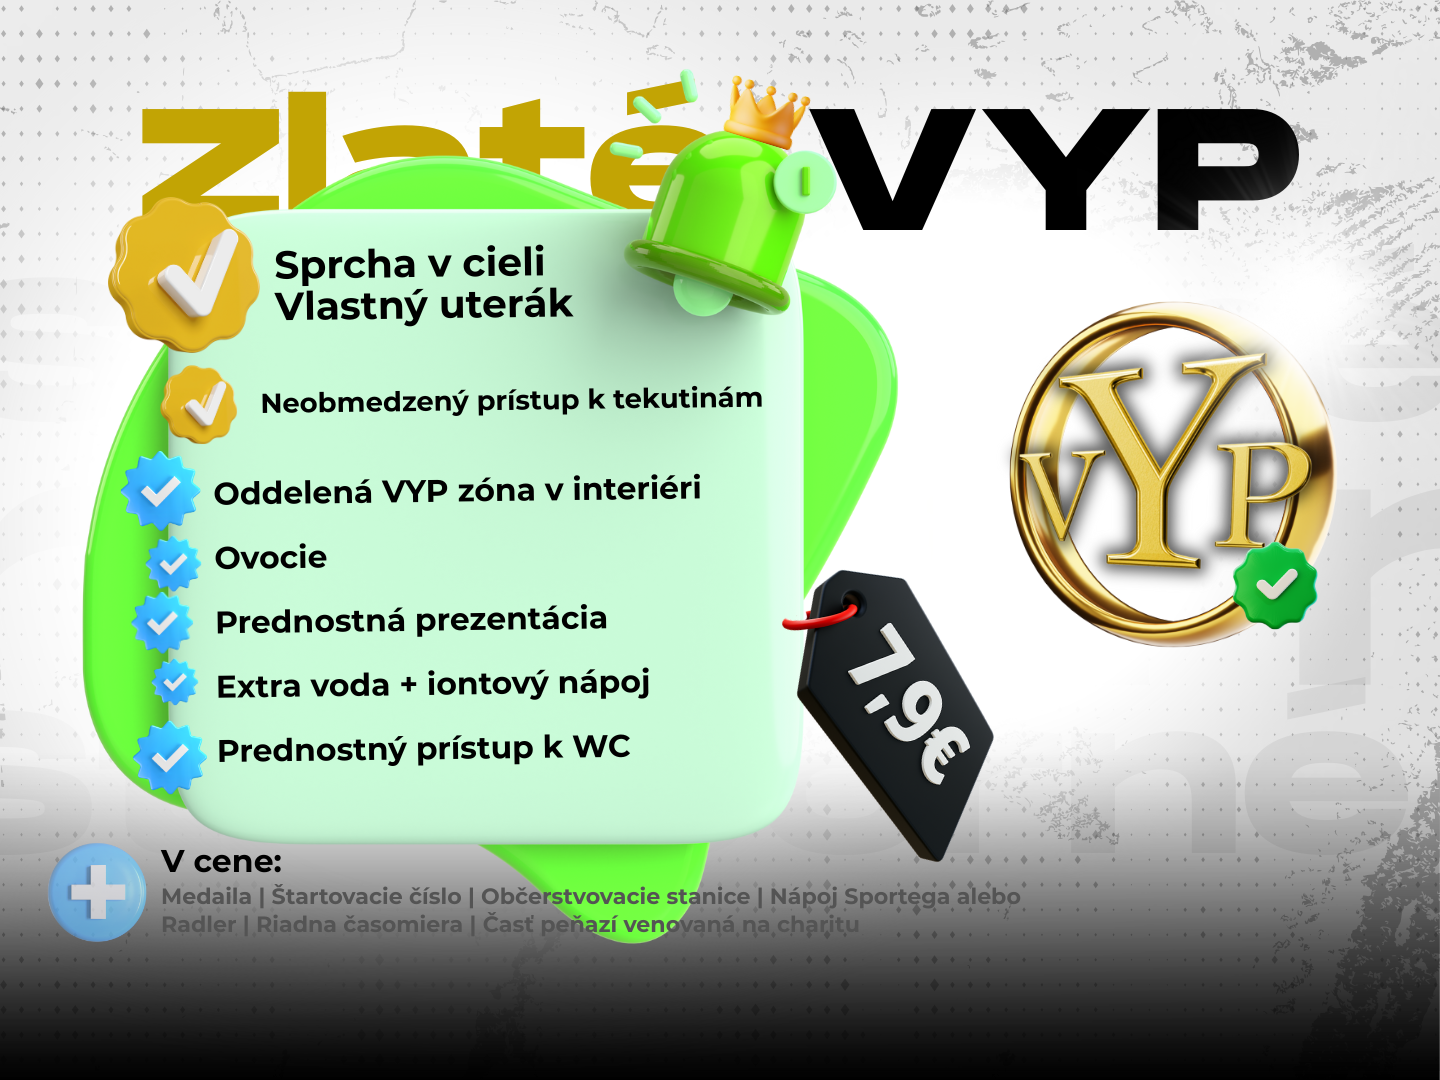 Zlaté VYP
Sprcha v cieli
Vlastný uterák
Neobmedzený prístup k tekutinám
Oddelená VYP zóna v interiéri
Ovocie
Prednostná prezentácia
Extra voda + iontový nápoj
Prednostný prístup k WC
VYP
7,9€
V cene:
Medaila | Štartovacie číslo | Občerstvovacie stanice | Nápoj Sportega alebo
Radler | Riadna časomiera | Časť peňazí venovaná na charitu